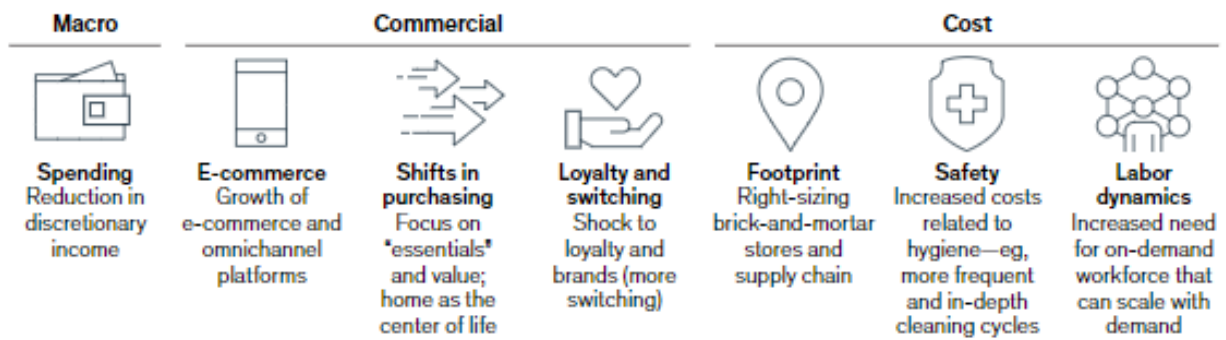 Macro
Commercial
Cost
Spending
Reduction in
discretionary
income
E-commerce
Growth of
e-commerce and
omnichannel
platforms
Shifts in
purchasing
Focus on
"essentials"
and value;
home as the
center of life
Loyalty and
switching
Shock to
loyalty and
brands (more
switching)
Footprint
Right-sizing
brick-and-mortar
stores and
supply chain
Safety
Increased costs
related to
hygiene—eg,
more frequent
and in-depth
cleaning cycles
Labor
dynamics
Increased need
for on-demand
workforce that
can scale with
demand